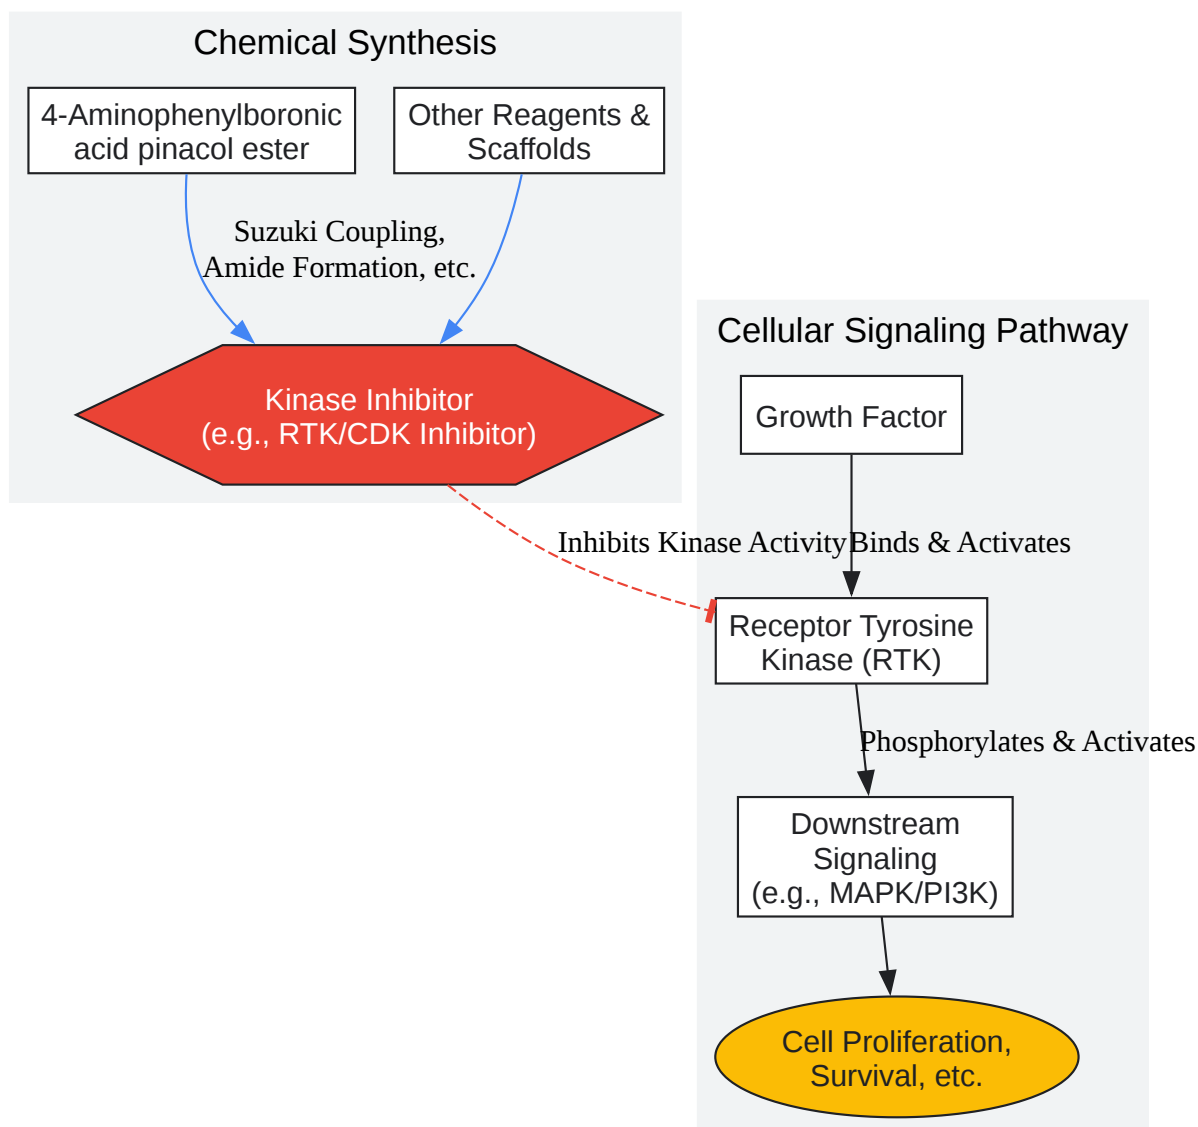 Chemical Synthesis
4-Aminophenylboronic
acid pinacol ester
Other Reagents &
Scaffolds
Suzuki Coupling,
Amide Formation, etc.
Kinase Inhibitor
(e.g., RTK/CDK Inhibitor)
Cellular Signaling Pathway
Growth Factor
Inhibits Kinase Activity
Binds & Activates
Receptor Tyrosine
Kinase (RTK)
Phosphorylates & Activates
Downstream
Signaling
(e.g., MAPK/PI3K)
Cell Proliferation,
Survival, etc.